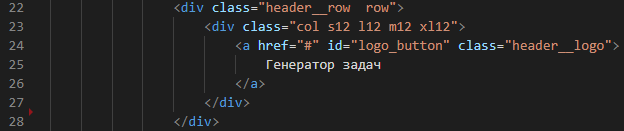 22 <div class="header__row  row">
23 <div class="col s12 l12 m12 xl12">
24 <a href="#" id="logo_button" class="header__logo">
25 Генератор задач
26 </a>
27 </div>
28 </div>